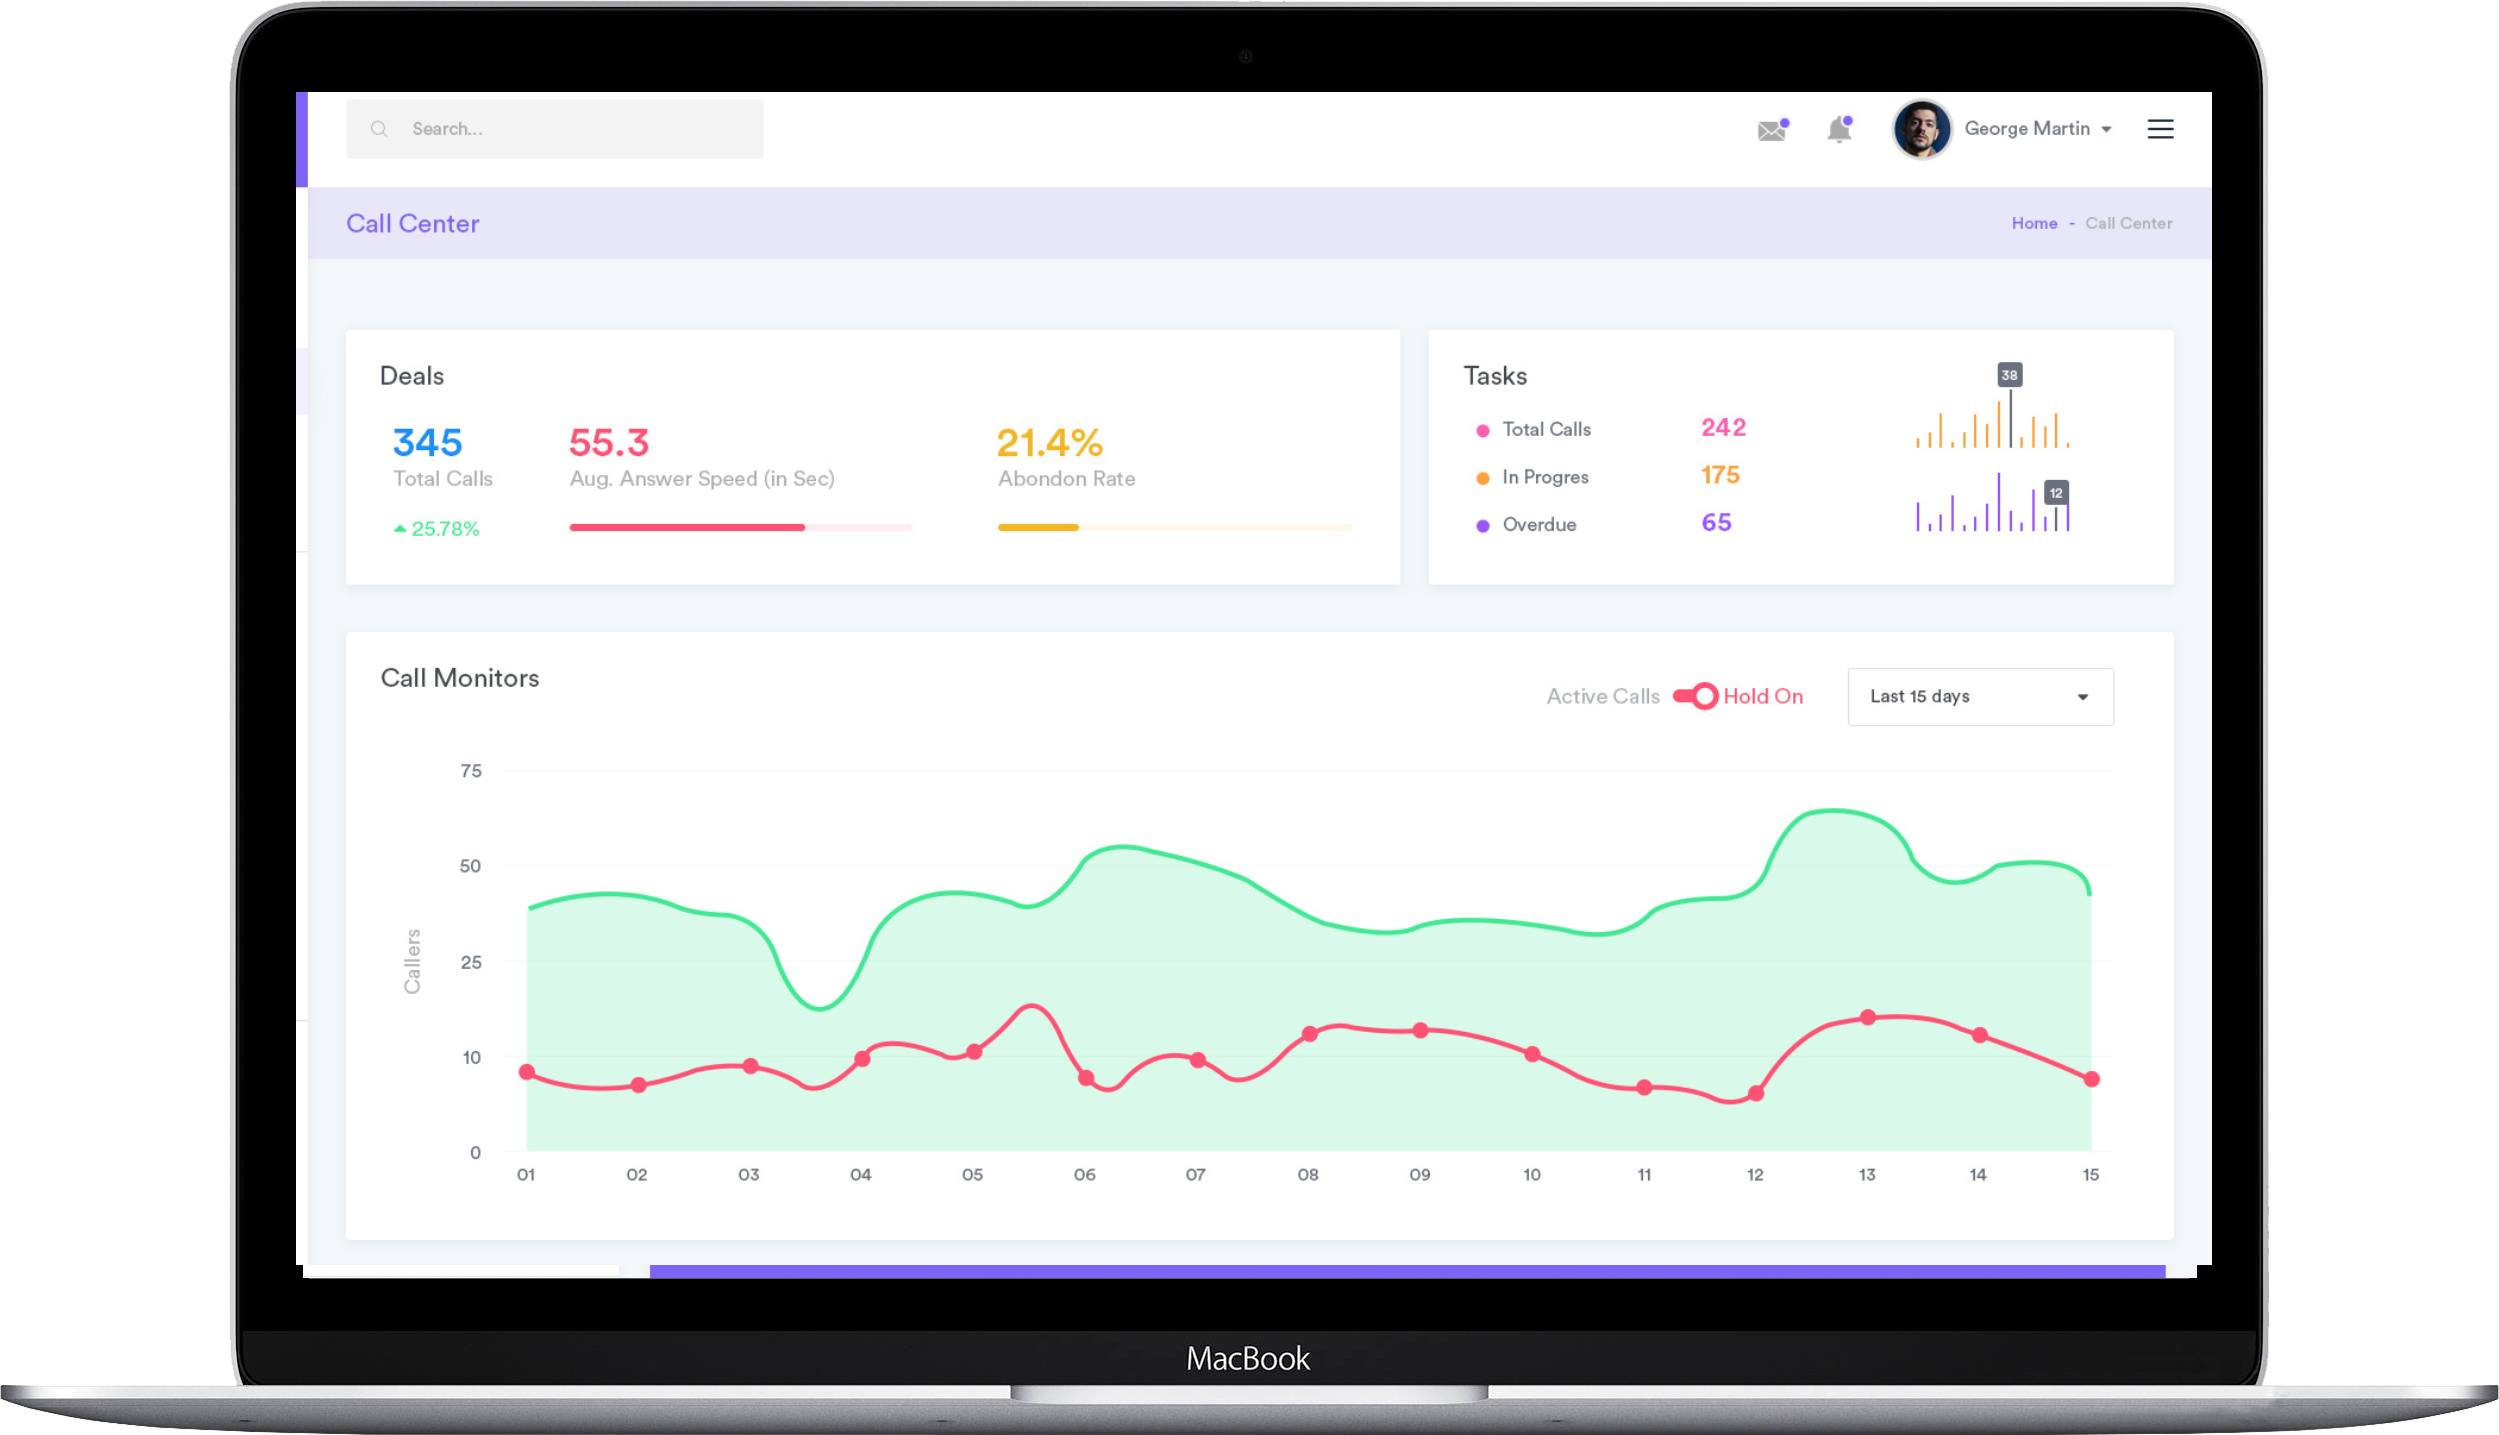 Search...
George Martin
Call Center
Home - Call Center
Deals
345
Total Calls
25.78%
55.3
Aug. Answer Speed (in Sec)
21.4%
Abondon Rate
Tasks
Total Calls 242
In Progres 175
Overdue 65
38
12
Call Monitors
Active Calls Hold On
Last 15 days
Callers
75
50
25
10
0
01 02 03 04 05 06 07 08 09 10 11 12 13 14 15
MacBook